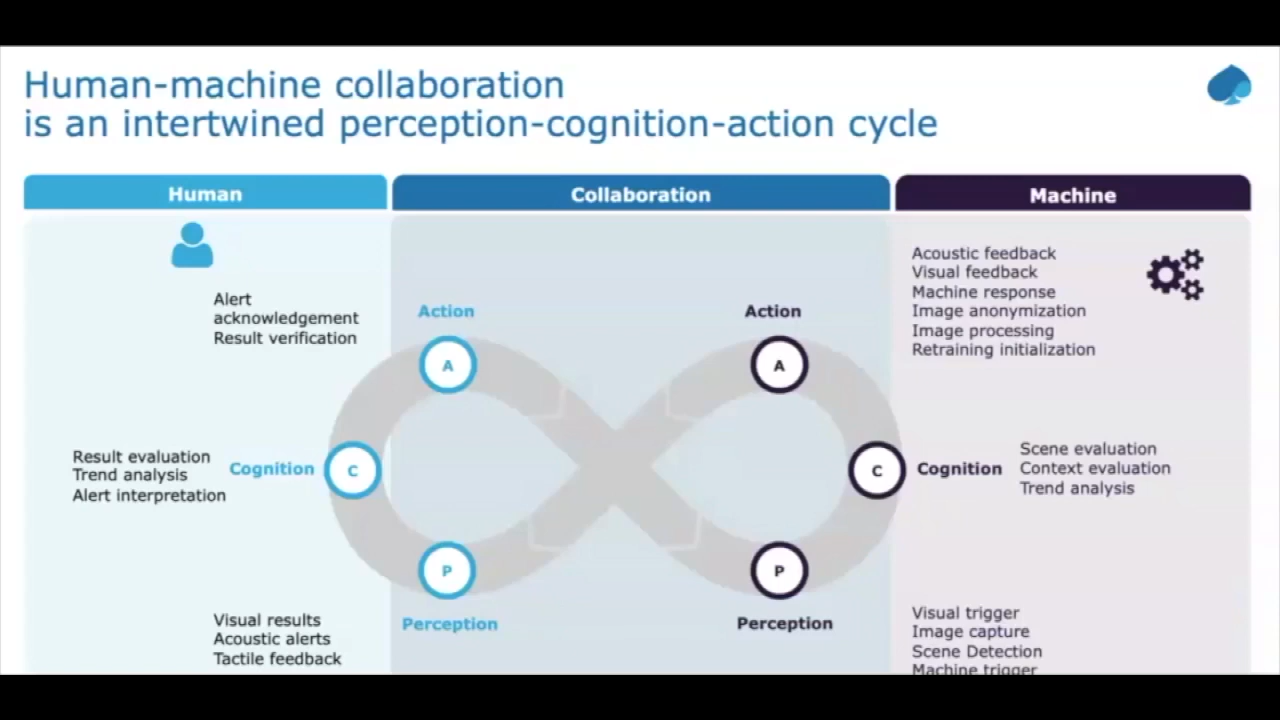 Human-machine collaboration
is an intertwined perception-cognition-action cycle
Human
Collaboration
Machine
Alert
acknowledgement
Result verification
Action
A
Action
A
Acoustic feedback
Visual feedback
Machine response
Image anonymization
Image processing
Retraining initialization
Result evaluation
Trend analysis
Alert interpretation
Cognition
C
C
Cognition
Scene evaluation
Context evaluation
Trend analysis
P
Perception
P
Perception
Visual results
Acoustic alerts
Tactile feedback
Visual trigger
Image capture
Scene Detection
Machine trigger